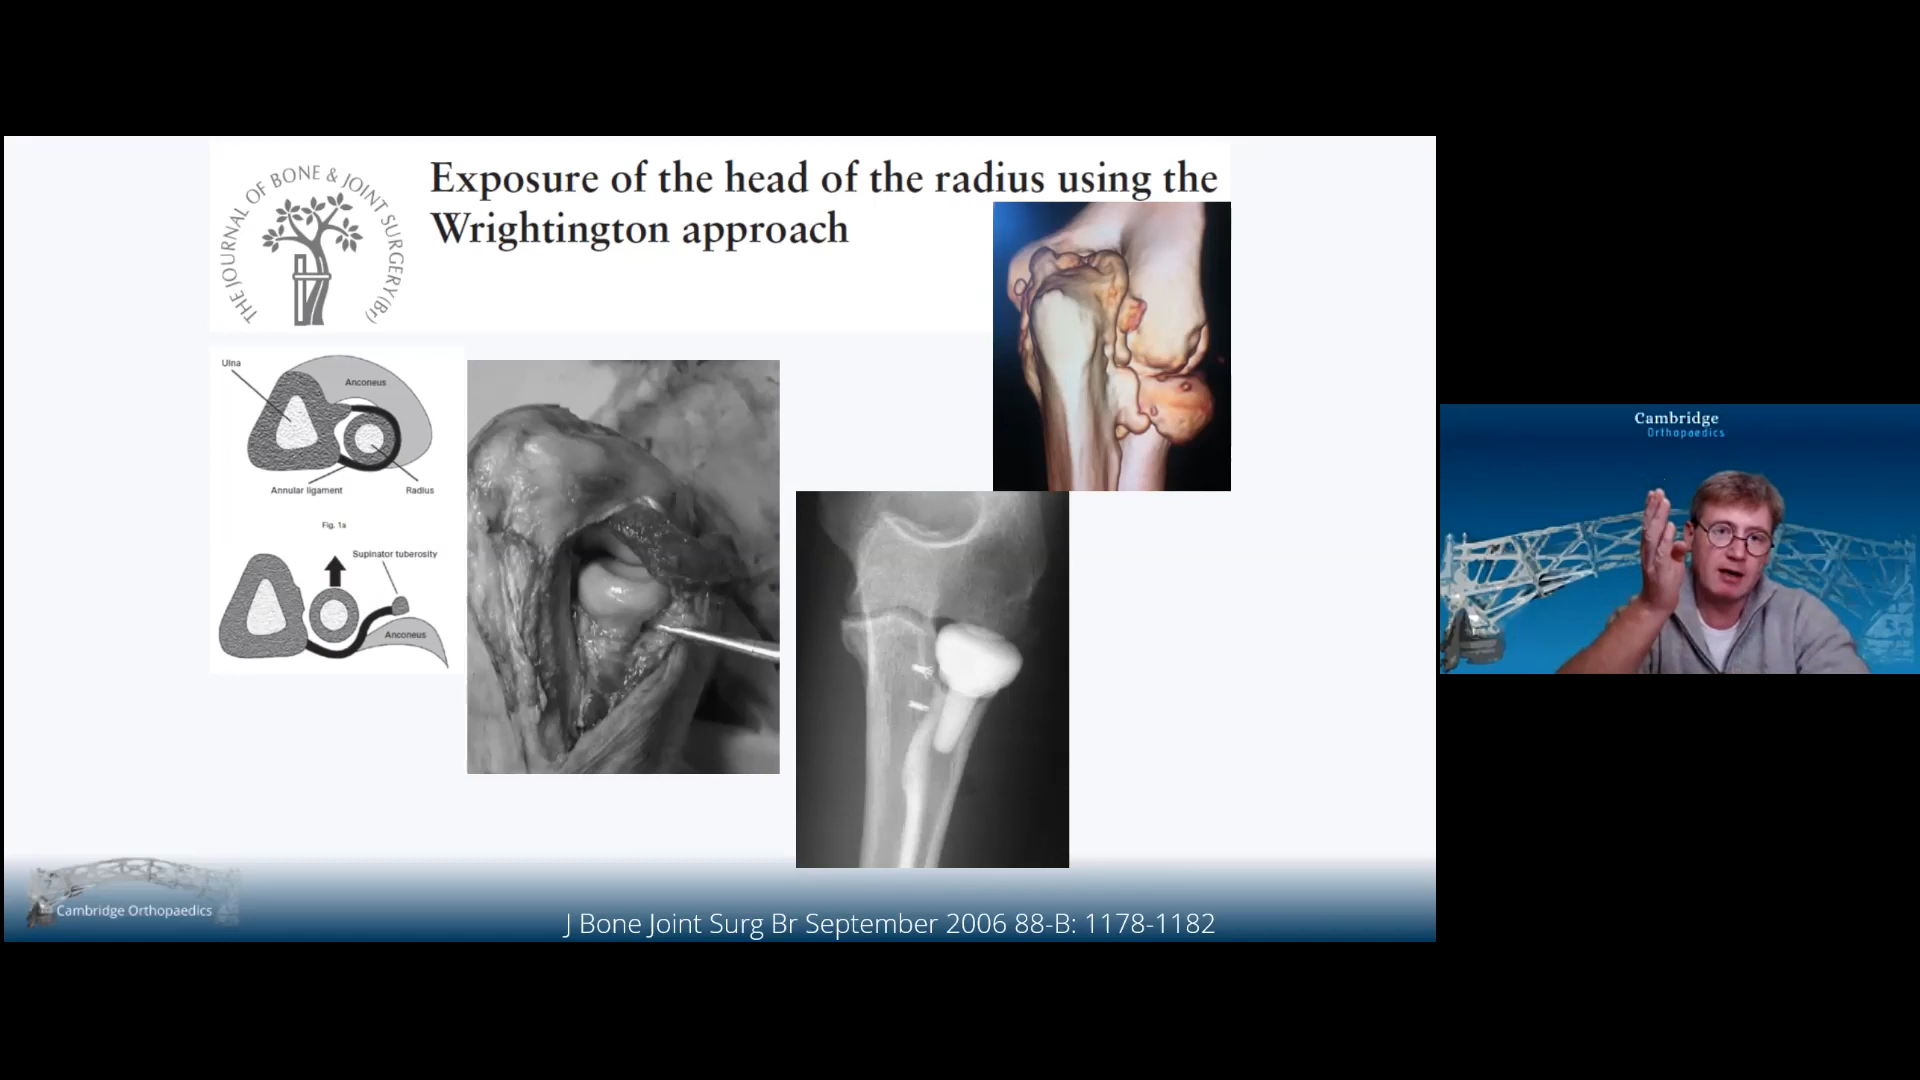 THE JOURNAL OF BONE & JOINT SURGERY(Br)
Exposure of the head of the radius using the
Wrightington approach
Ulna
Anconeus
Annular ligament
Radius
Fig. 1a
Supinator tuberosity
Anconeus
Cambridge
Orthopaedics
Cambridge Orthopaedics
J Bone Joint Surg Br September 2006 88-B: 1178-1182